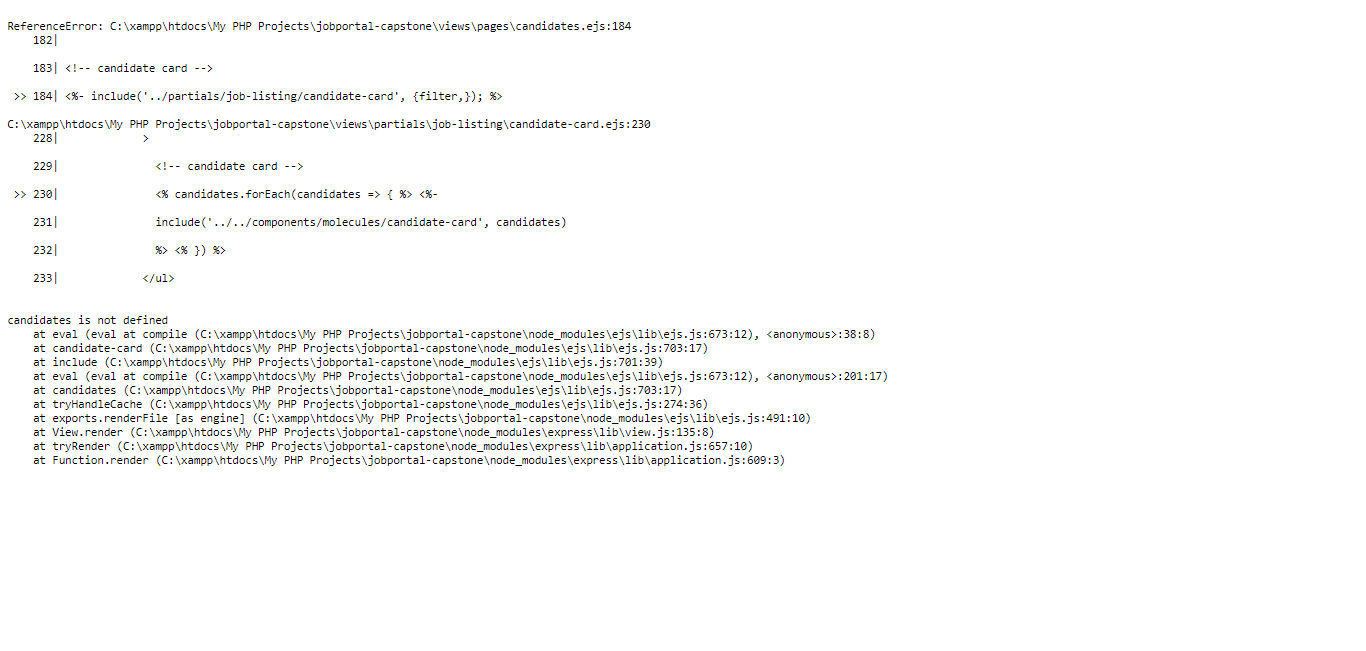 ReferenceError: C:\xampp\htdocs\My PHP Projects\jobportal-capstone\views\pages\candidates.ejs:184
182|
183| <!-- candidate card -->
>> 184| <%- include('../partials/job-listing/candidate-card', {filter,}); %>
C:\xampp\htdocs\My PHP Projects\jobportal-capstone\views\partials\job-listing\candidate-card.ejs:230
228| >
229| <!-- candidate card -->
>> 230| <% candidates.forEach(candidates => { %> <%-
231| include('../../components/molecules/candidate-card', candidates)
232| %> <% }) %>
233| </ul>
candidates is not defined
at eval (eval at compile (C:\xampp\htdocs\My PHP Projects\jobportal-capstone\node_modules\ejs\lib\ejs.js:673:12), <anonymous>:38:8)
at candidate-card (C:\xampp\htdocs\My PHP Projects\jobportal-capstone\node_modules\ejs\lib\ejs.js:703:17)
at include (C:\xampp\htdocs\My PHP Projects\jobportal-capstone\node_modules\ejs\lib\ejs.js:701:39)
at eval (eval at compile (C:\xampp\htdocs\My PHP Projects\jobportal-capstone\node_modules\ejs\lib\ejs.js:673:12), <anonymous>:201:17)
at candidates (C:\xampp\htdocs\My PHP Projects\jobportal-capstone\node_modules\ejs\lib\ejs.js:703:17)
at tryHandleCache (C:\xampp\htdocs\My PHP Projects\jobportal-capstone\node_modules\ejs\lib\ejs.js:274:36)
at exports.renderFile [as engine] (C:\xampp\htdocs\My PHP Projects\jobportal-capstone\node_modules\ejs\lib\ejs.js:491:10)
at View.render (C:\xampp\htdocs\My PHP Projects\jobportal-capstone\node_modules\express\lib\view.js:135:8)
at tryRender (C:\xampp\htdocs\My PHP Projects\jobportal-capstone\node_modules\express\lib\application.js:657:10)
at Function.render (C:\xampp\htdocs\My PHP Projects\jobportal-capstone\node_modules\express\lib\application.js:609:3)